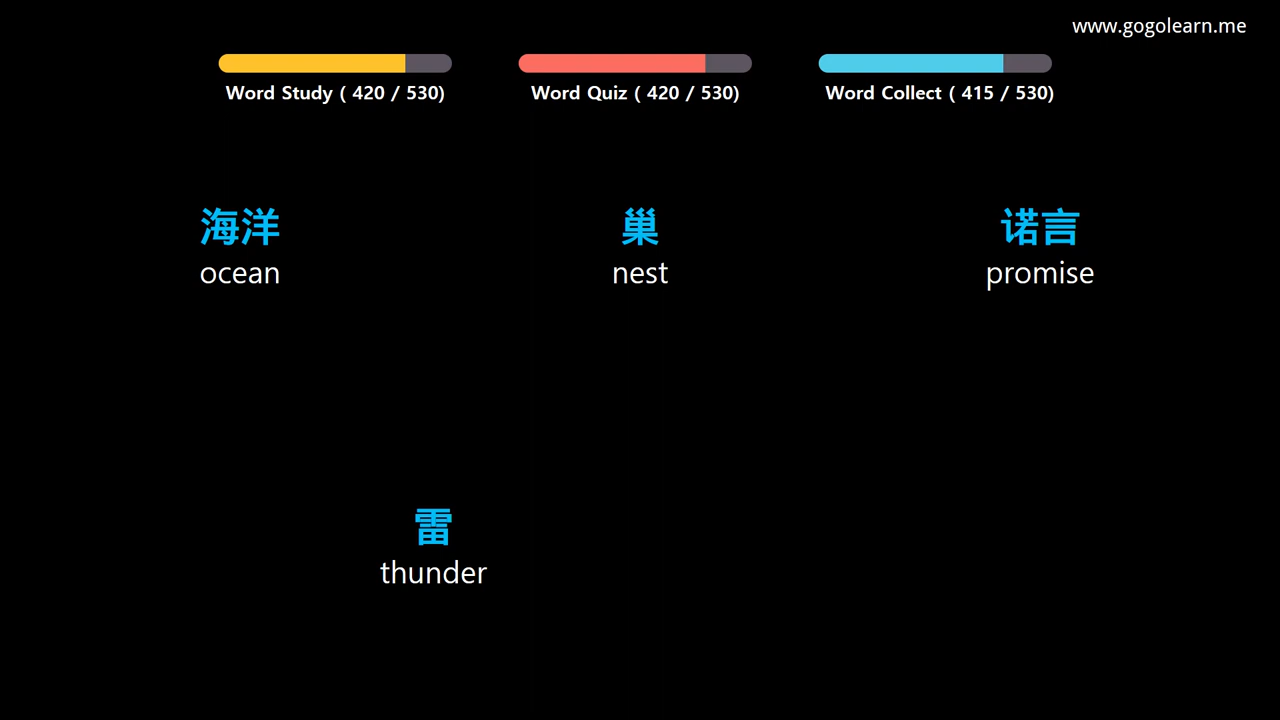 www.gogolearn.me
Word Study ( 420 / 530)
Word Quiz ( 420 / 530)
Word Collect ( 415 / 530)
海洋
ocean
巢
nest
诺言
promise
雷
thunder